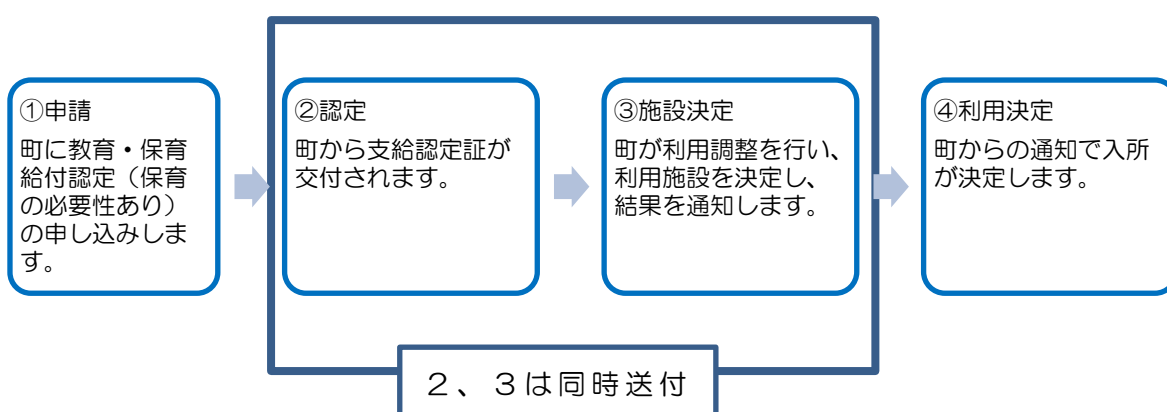 ①申請
町に教育・保育
給付認定（保育
の必要性あり）
の申し込みしま
す。
②認定
町から支給認定証が
交付されます。
③施設決定
町が利用調整を行い、
利用施設を決定し、
結果を通知します。
④利用決定
町からの通知で入所
が決定します。
２、３は同時送付